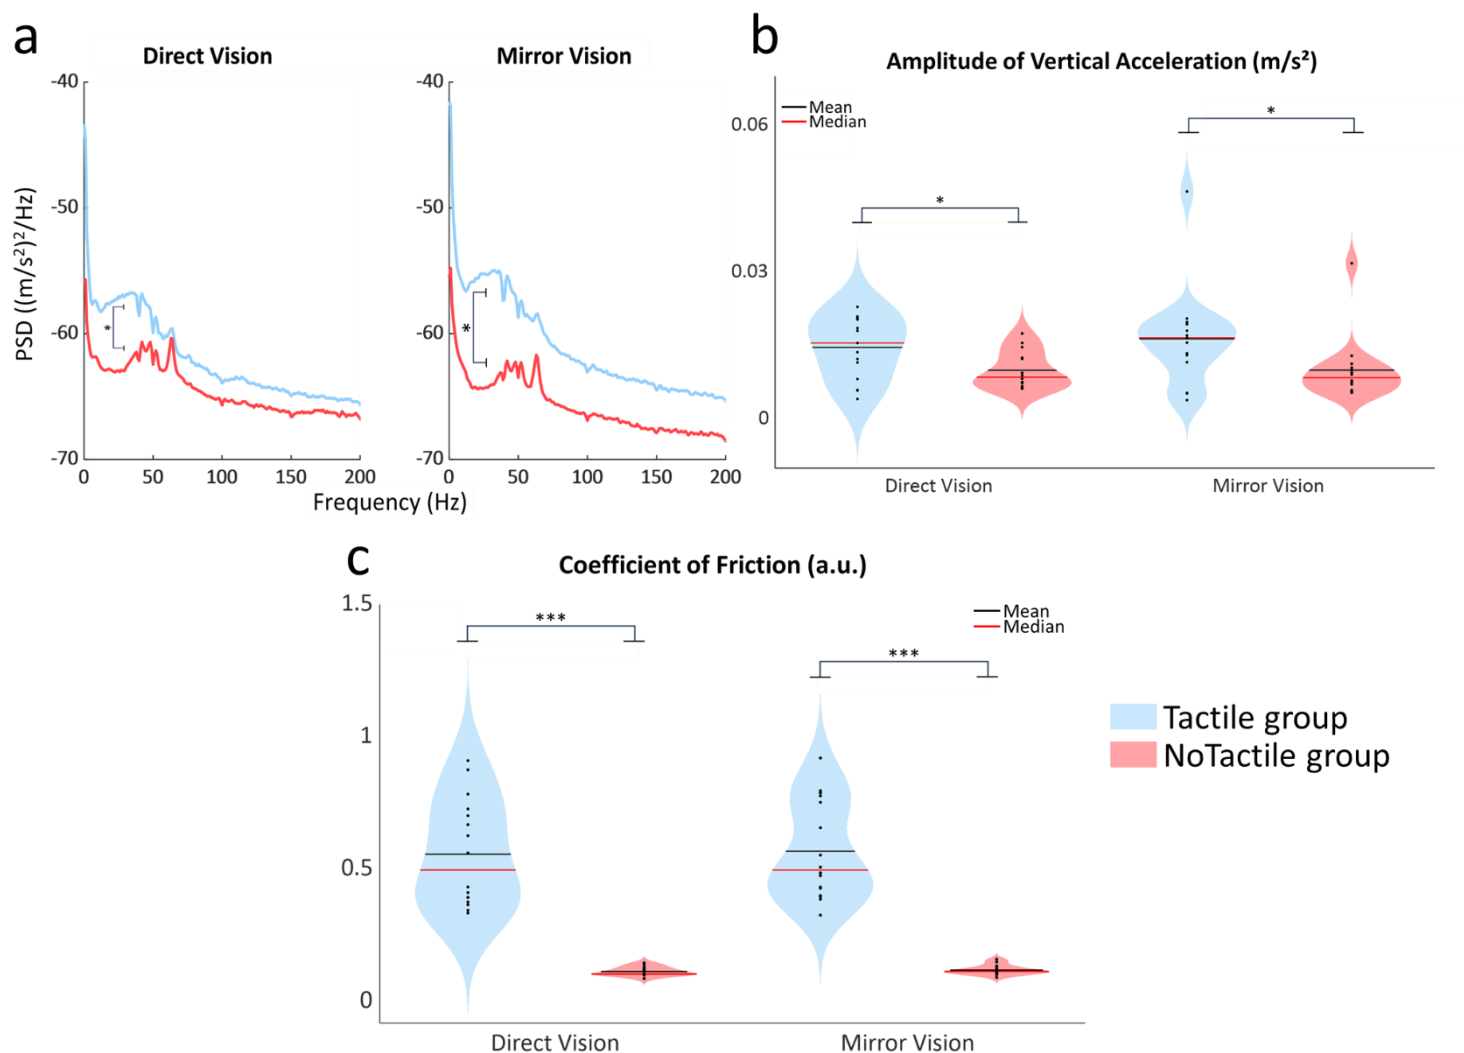 a
Direct Vision
Mirror Vision
-40
-50
-60
-70
PSD ((m/s²)²/Hz)
*
0
50
100
150
200
-40
-50
-60
-70
*
0
50
100
150
200
Frequency (Hz)
b
Amplitude of Vertical Acceleration (m/s²)
Mean
Median
0.06
0.03
0
*
*
Direct Vision
Mirror Vision
c
Coefficient of Friction (a.u.)
1.5
1
0.5
0
***
***
Mean
Median
Direct Vision
Mirror Vision
Tactile group
NoTactile group